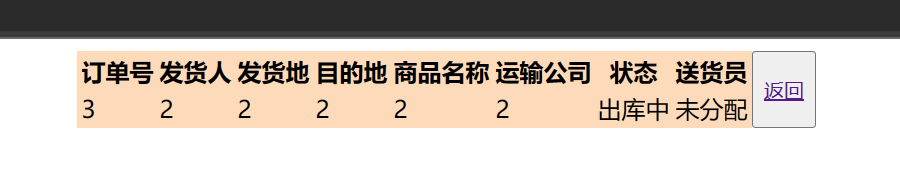 订单号 发货人 发货地 目的地 商品名称 运输公司 状态 送货员
返回
3 2 2 2 2 2 出库中 未分配